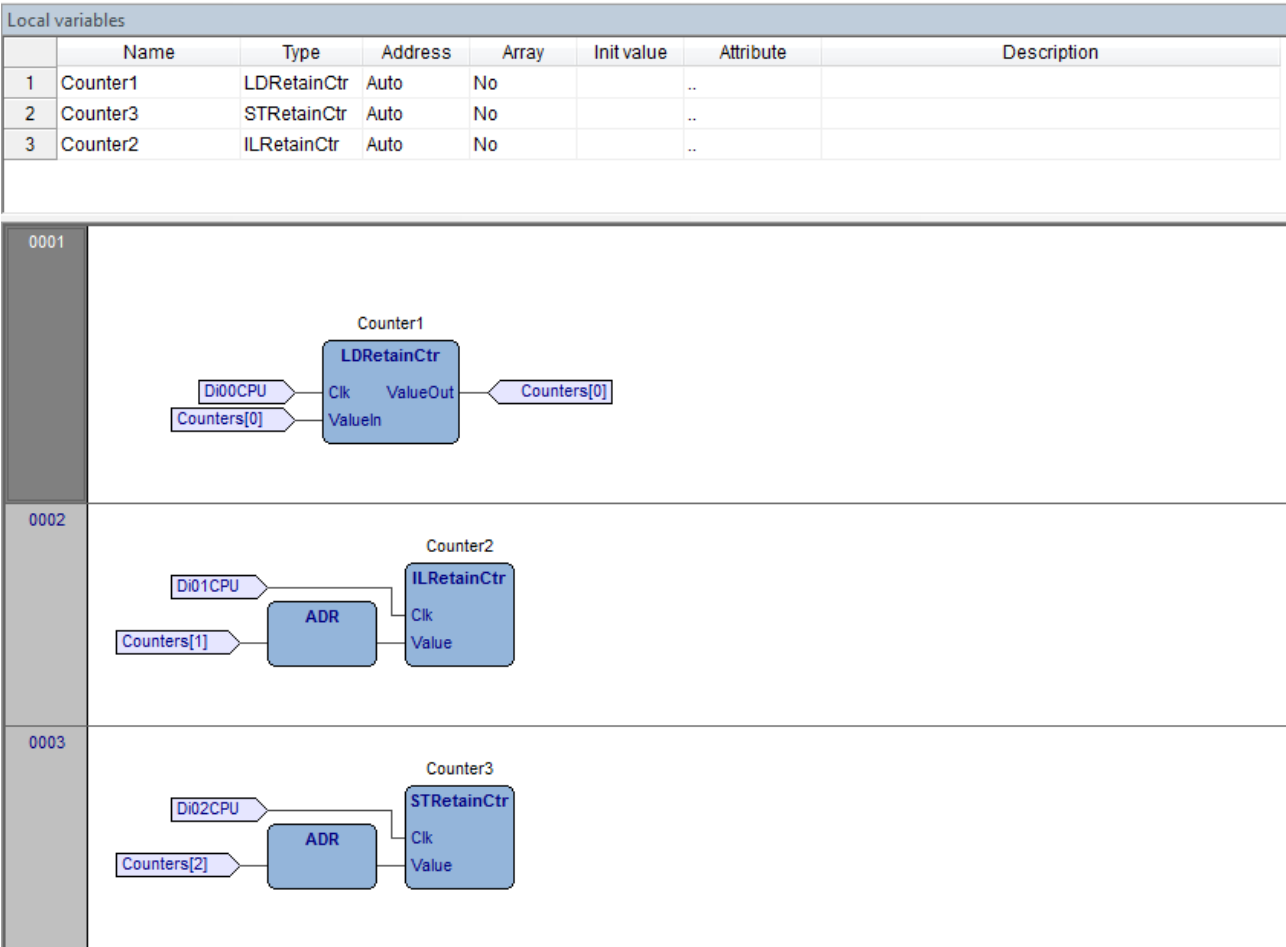 Local variables
Name Type Address Array Init value Attribute Description
1 Counter1 LDRetainCtr Auto No ..
2 Counter3 STRetainCtr Auto No ..
3 Counter2 ILRetainCtr Auto No ..
0001
Counter1
LDRetainCtr
Di00CPU Clk ValueOut Counters[0]
Counters[0] ValueIn
0002
Counter2
Di01CPU ILRetainCtr
ADR Clk
Counters[1] Value
0003
Counter3
Di02CPU STRetainCtr
ADR Clk
Counters[2] Value